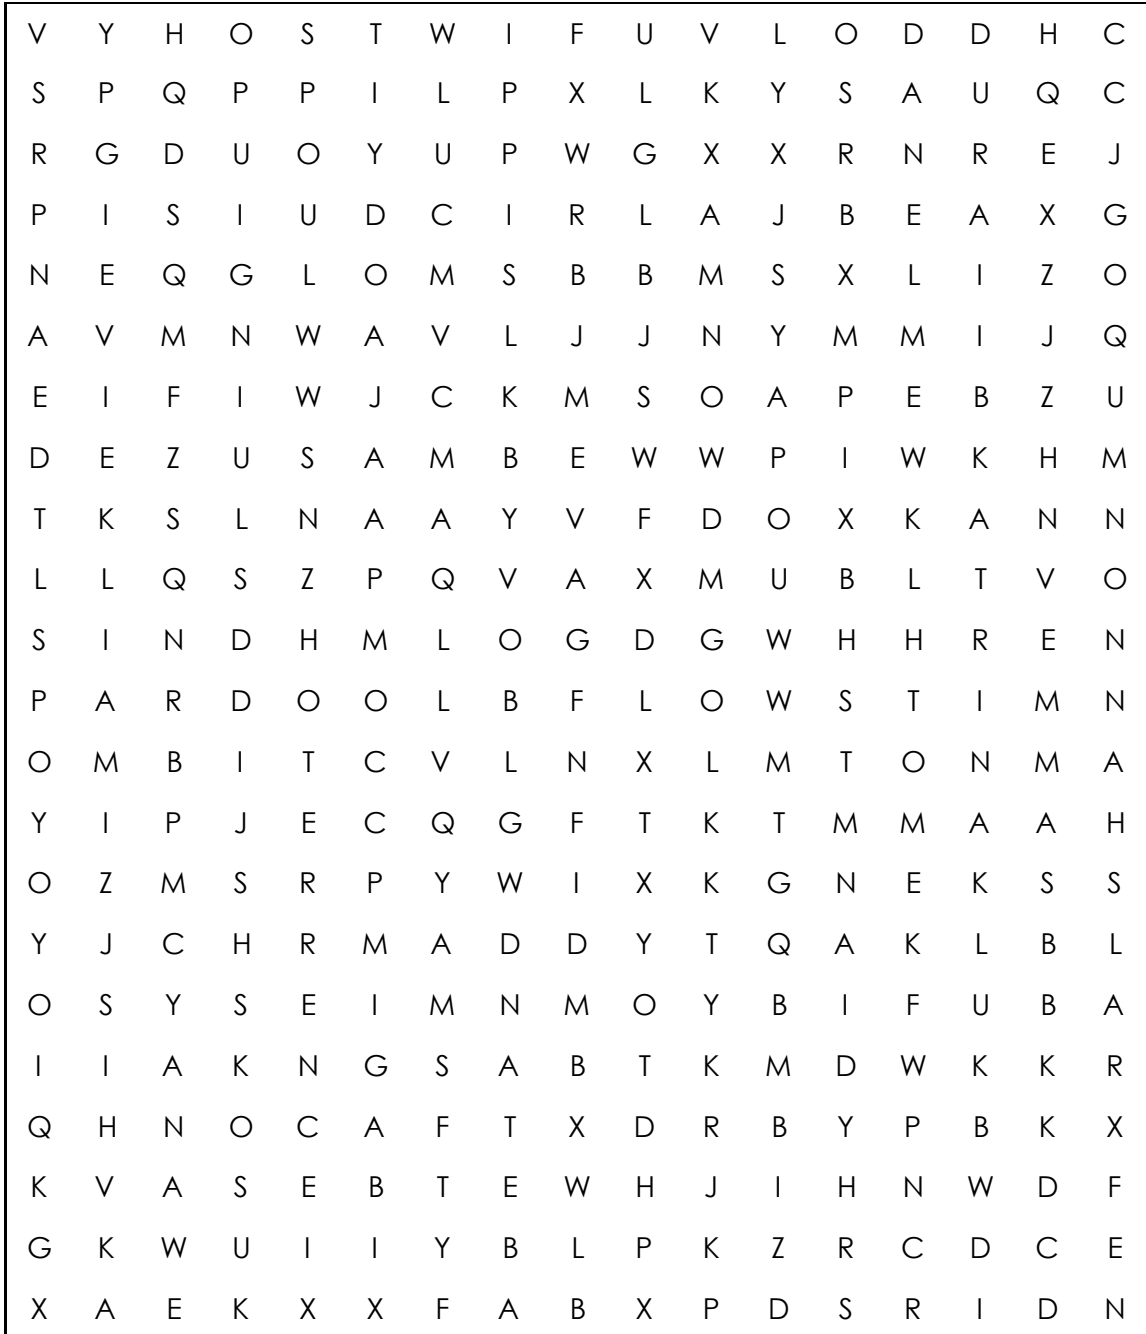 V Y H O S T W I F U V L O D D H C
S P Q P P I L P X L K Y S A U Q C
R G D U O Y U P W G X X R N R E J
P I S I U D C I R L A J B E A X G
N E Q G L O M S B B M S X L I Z O
A V M N W A V L J J N Y M M I J Q
E I F I W J C K M S O A P E B Z U
D E Z U S A M B E W W P I W K H M
T K S L N A A Y V F D O X K A N N
L L Q S Z P Q V A X M U B L T V O
S I N D H M L O G D G W H H R E N
P A R D O O L B F L O W S T I M N
O M B I T C V L N X L M T O N M A
Y I P J E C Q G F T K T M M A A H
O Z M S R P Y W I X K G N E K S S
Y J C H R M A D D Y T Q A K L B L
O S Y S E I M N M O Y B I F U B A
I I A K N G S A B T K M D W K K R
Q H N O C A F T X D R B Y P B K X
K V A S E B T E W H J I H N W D F
G K W U I I Y B L P K Z R C D C E
X A E K X X F A B X P D S R I D N